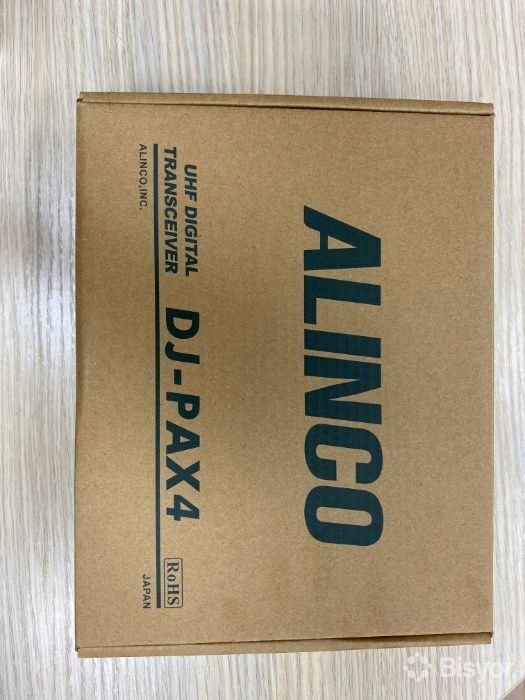 ALINCO
UHF DIGITAL
TRANSCEIVER DJ-PAX4 RoHS
ALINCO,INC. JAPAN
Bisyor